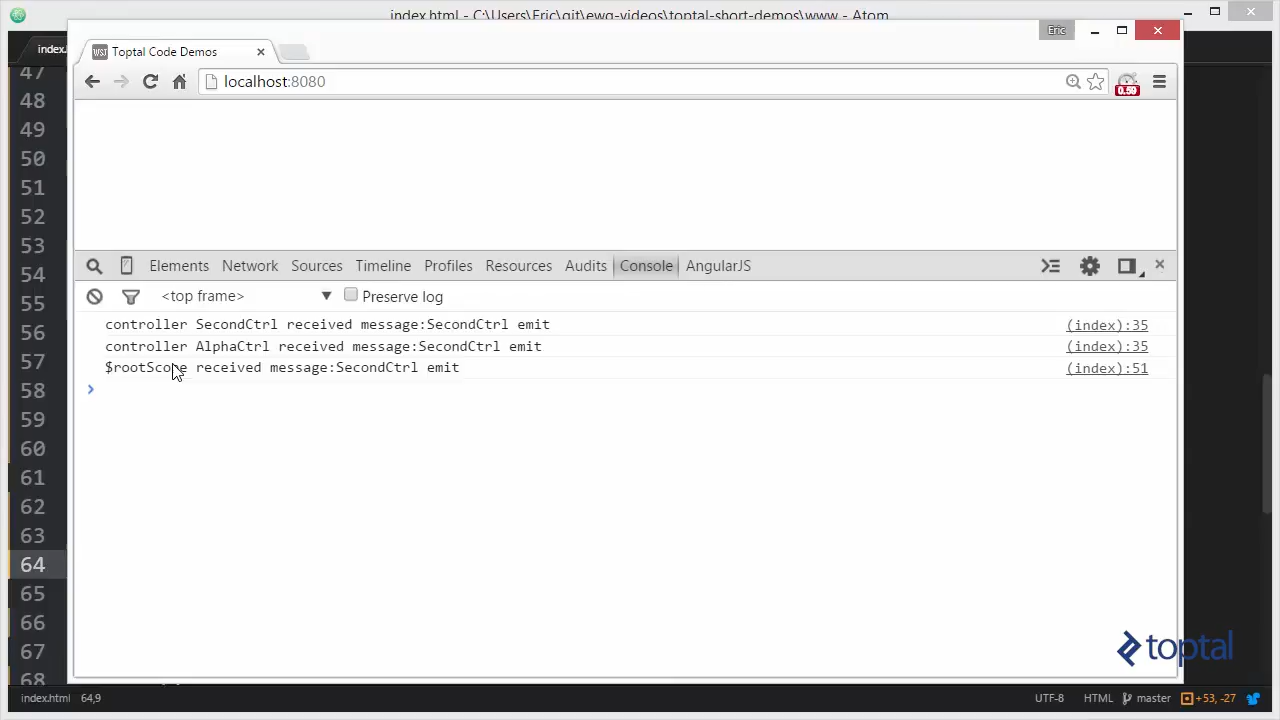 index.html - C:\Users\Eric\git\ewg-videos\toptal-short-demos\www - Atom
Eric
Toptal Code Demos
localhost:8080
0.59
Elements Network Sources Timeline Profiles Resources Audits Console AngularJS
<top frame> Preserve log
controller SecondCtrl received message:SecondCtrl emit (index):35
controller AlphaCtrl received message:SecondCtrl emit (index):35
$rootScope received message:SecondCtrl emit (index):51
47
48
49
50
51
52
53
54
55
56
57
58
59
60
61
62
63
64
65
66
67
68
toptal
index.html 64,9 UTF-8 HTML master +53, -27